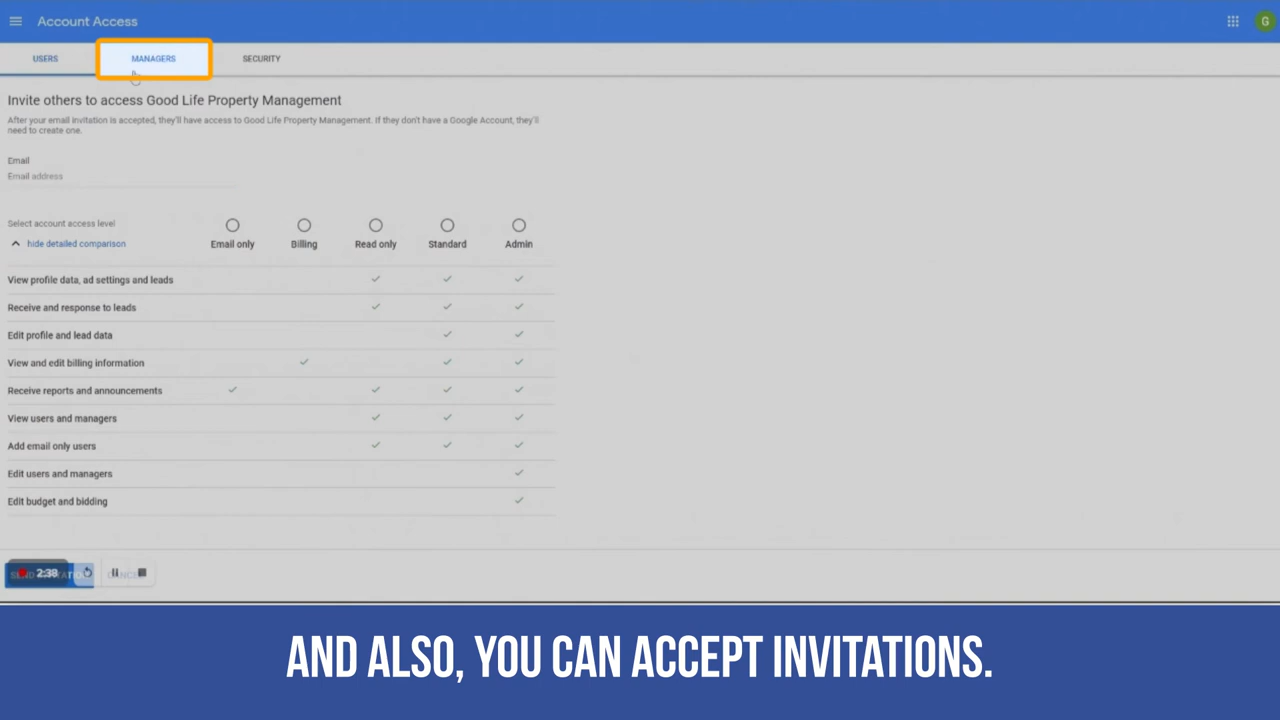 Account Access
G
USERS
MANAGERS
SECURITY
Invite others to access Good Life Property Management
After your email invitation is accepted, they'll have access to Good Life Property Management. If they don't have a Google Account, they'll
need to create one.
Email
Email address
Select account access level
hide detailed comparison
Email only
Billing
Read only
Standard
Admin
View profile data, ad settings and leads
Receive and response to leads
Edit profile and lead data
View and edit billing information
Receive reports and announcements
View users and managers
Add email only users
Edit users and managers
Edit budget and bidding
2:38
AND ALSO, YOU CAN ACCEPT INVITATIONS.